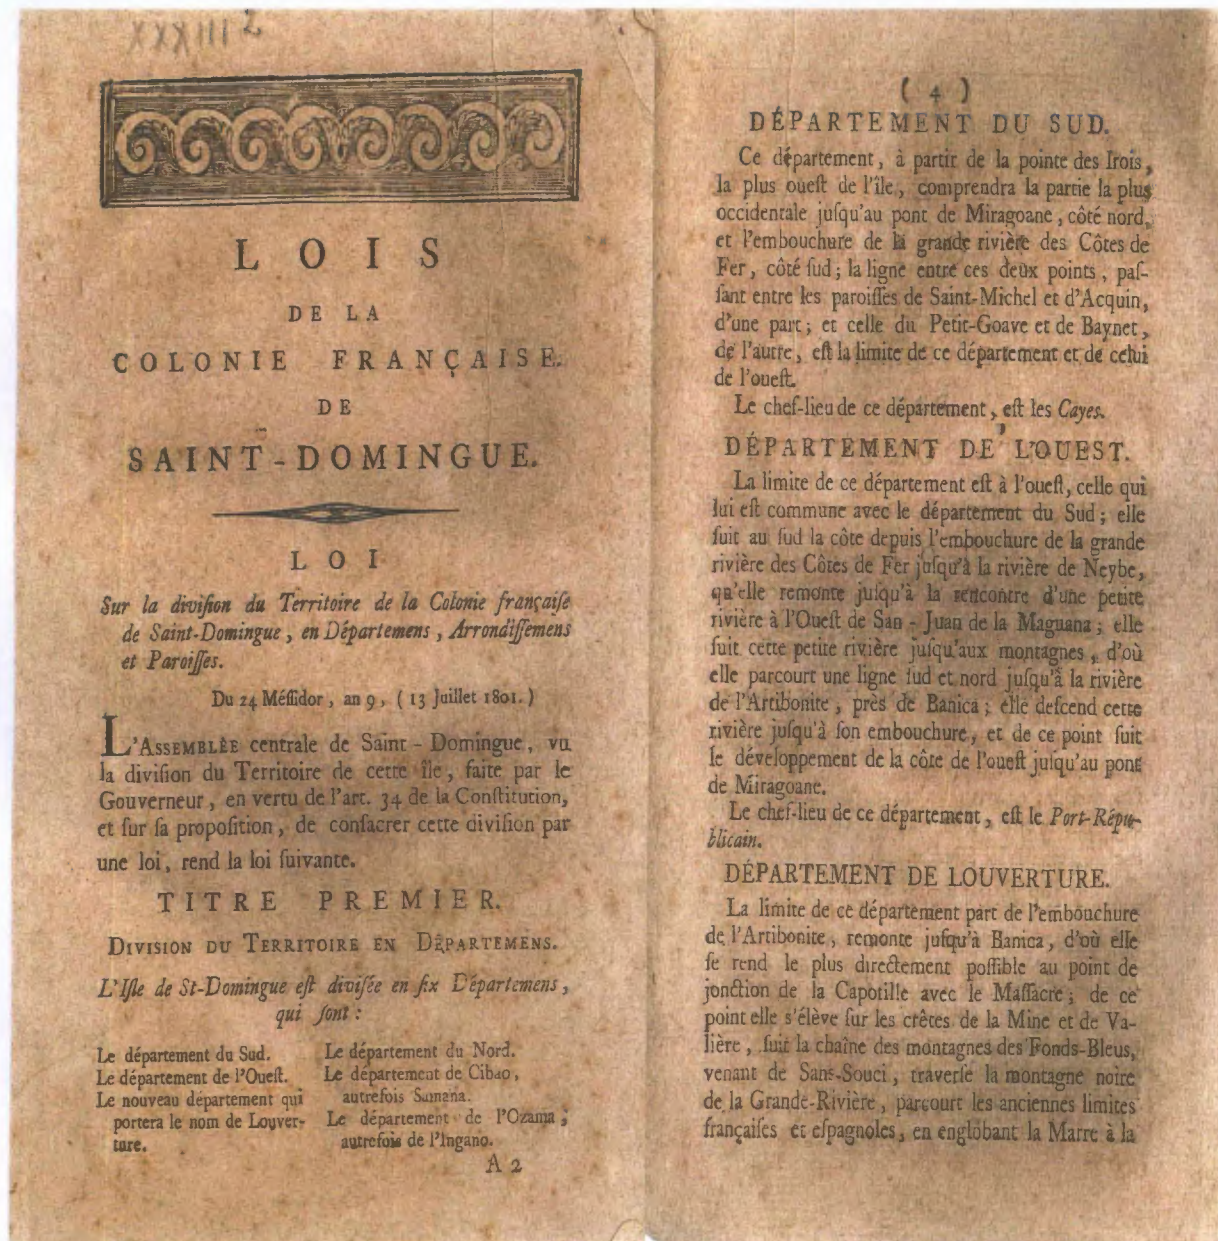 XXXIII 2
LOIS
DE LA
COLONIE FRANÇAISE
DE
SAINT-DOMINGUE.
LOI
Sur la diviſion du Territoire de la Colonie françaiſe
de Saint-Domingue, en Départemens, Arrondiſſemens
et Paroiſſes.
Du 24 Méſſidor, an 9, (13 Juillet 1801.)
L'ASSEMBLÈE centrale de Saint-Domingue, vu
la diviſion du Territoire de cette île, faite par le
Gouverneur, en vertu de l'art. 34 de la Conſtitution,
et ſur ſa propoſition, de conſacrer cette diviſion par
une loi, rend la loi ſuivante.
TITRE PREMIER.
DIVISION DU TERRITOIRE EN DÉPARTEMENS.
L'Iſle de St-Domingue eſt diviſée en ſix Départemens,
qui ſont :
Le département du Sud.
Le département de l'Oueſt.
Le nouveau département qui
portera le nom de Louver-
ture.
Le département du Nord.
Le département de Cibao,
autrefois Samana.
Le département de l'Ozama;
autrefois de l'Ingano.
A 2
( 4 )
DÉPARTEMENT DU SUD.
Ce département, à partir de la pointe des Irois,
la plus oueſt de l'île, comprendra la partie la plus
occidentale juſqu'au pont de Miragoane, côté nord,
et l'embouchure de la grande rivière des Côtes de
Fer, côté ſud; la ligne entre ces deux points, paſ-
ſant entre les paroiſſes de Saint-Michel et d'Acquin,
d'une part; et celle du Petit-Goave et de Baynet,
de l'autre, eſt la limite de ce département et de celui
de l'oueſt.
Le chef-lieu de ce département, eſt les Cayes.
DÉPARTEMENT DE L'OUEST.
La limite de ce département eſt à l'oueſt, celle qui
lui eſt commune avec le département du Sud; elle
ſuit au ſud la côte depuis l'embouchure de la grande
rivière des Côtes de Fer juſqu'à la rivière de Neybe,
qu'elle remonte juſqu'à la rencontre d'une petite
rivière à l'Oueſt de San-Juan de la Maguana; elle
ſuit cette petite rivière juſqu'aux montagnes, d'où
elle parcourt une ligne ſud et nord juſqu'à la rivière
de l'Artibonite, près de Banica; elle deſcend cette
rivière juſqu'à ſon embouchure, et de ce point ſuit
le développement de la côte de l'oueſt juſqu'au pont
de Miragoane.
Le chef-lieu de ce département, eſt le Port-Répu-
blicain.
DÉPARTEMENT DE LOUVERTURE.
La limite de ce département part de l'embouchure
de l'Artibonite, remonte juſqu'à Banica, d'où elle
ſe rend le plus directement poſſible au point de
jonction de la Capotille avec le Maſſacre; de ce
point elle s'élève ſur les crêtes de la Mine et de Va-
lière, ſuit la chaîne des montagnes des Fonds-Bleus,
venant de Sans-Souci, traverſe la montagne noire
de la Grande-Rivière, parcourt les anciennes limites
françaiſes et eſpagnoles, en englobant la Marre à la